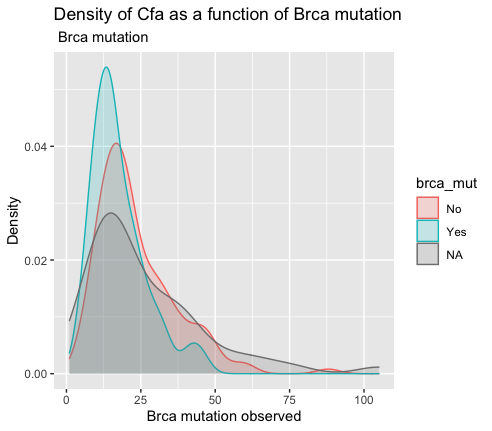 Density of Cfa as a function of Brca mutation
Brca mutation
Density
0.04
0.02
0.00
0
25
50
75
100
Brca mutation observed
brca_mut
No
Yes
NA